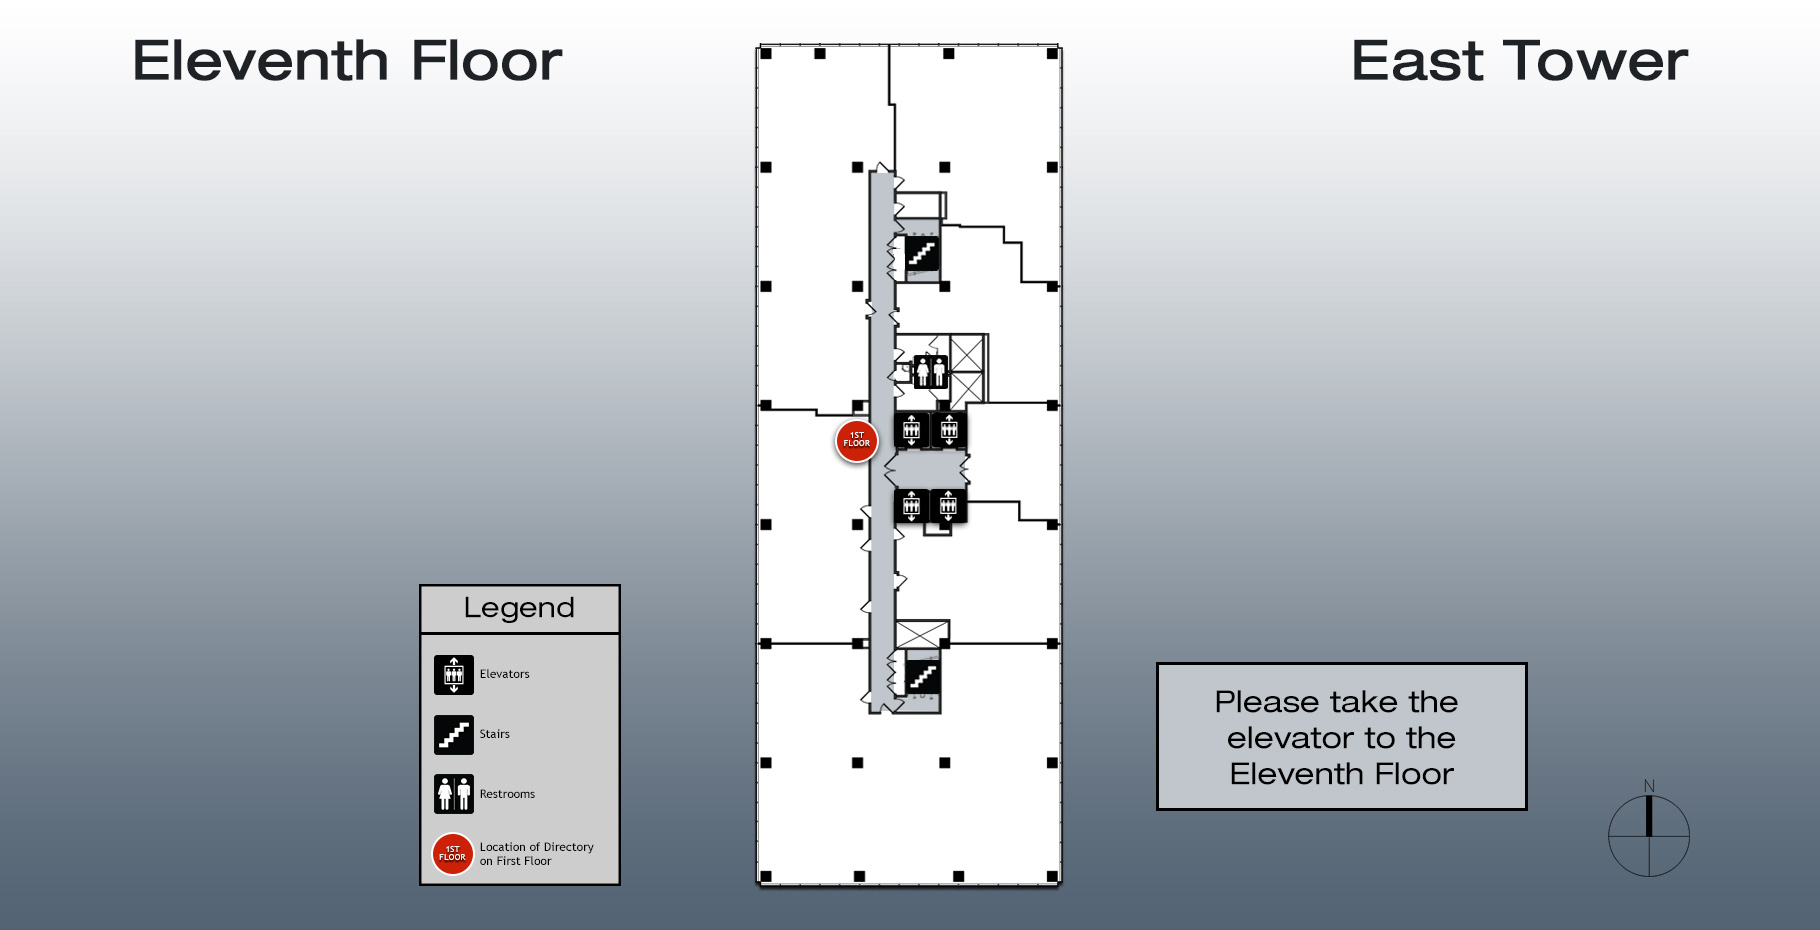 Eleventh Floor
East Tower
1ST
FLOOR
Legend
Elevators
Stairs
Restrooms
1ST
FLOOR
Location of Directory
on First Floor
Please take the
elevator to the
Eleventh Floor
N